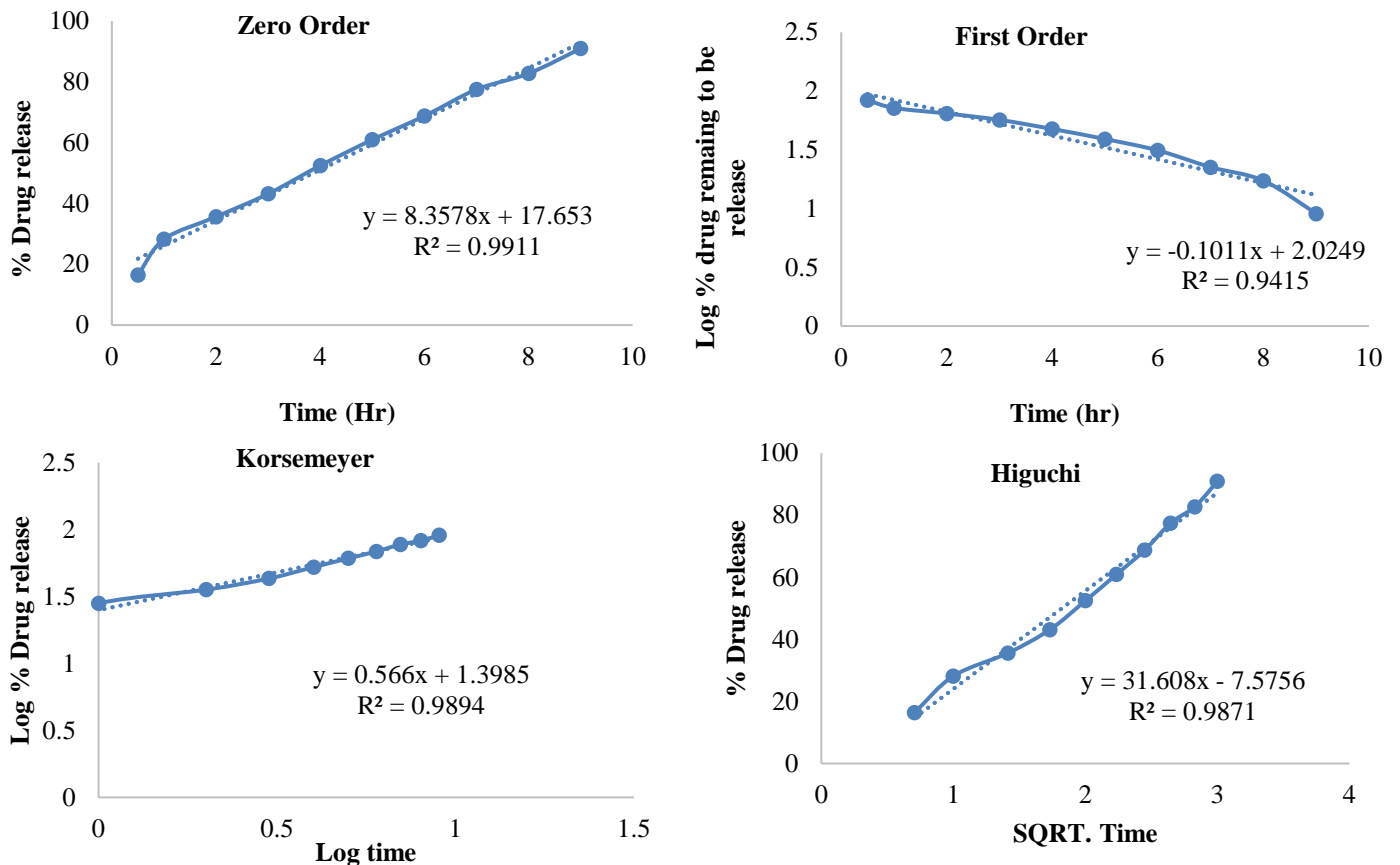 Zero Order
% Drug release
100
80
60
40
20
0
y = 8.3578x + 17.653
R² = 0.9911
0 2 4 6 8 10
Time (Hr)
First Order
Log % drug remaining to be
release
2.5
2
1.5
1
0.5
0
y = -0.1011x + 2.0249
R² = 0.9415
0 2 4 6 8 10
Time (hr)
Korsemeyer
Log % Drug release
2.5
2
1.5
1
0.5
0
y = 0.566x + 1.3985
R² = 0.9894
0 0.5 1 1.5
Log time
Higuchi
% Drug release
100
80
60
40
20
0
y = 31.608x - 7.5756
R² = 0.9871
0 1 2 3 4
SQRT. Time